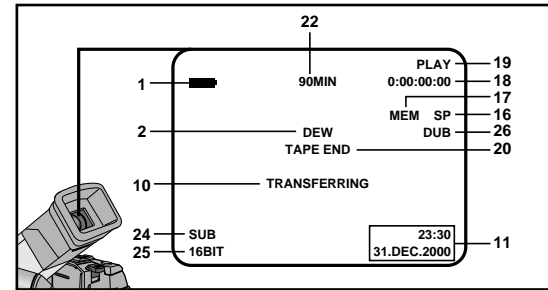 22
PLAY 19
1 90MIN 0:00:00:00 18
17
MEM SP 16
2 DEW DUB 26
TAPE END 20
10 TRANSFERRING
24 SUB 23:30
25 16BIT 31.DEC.2000 11